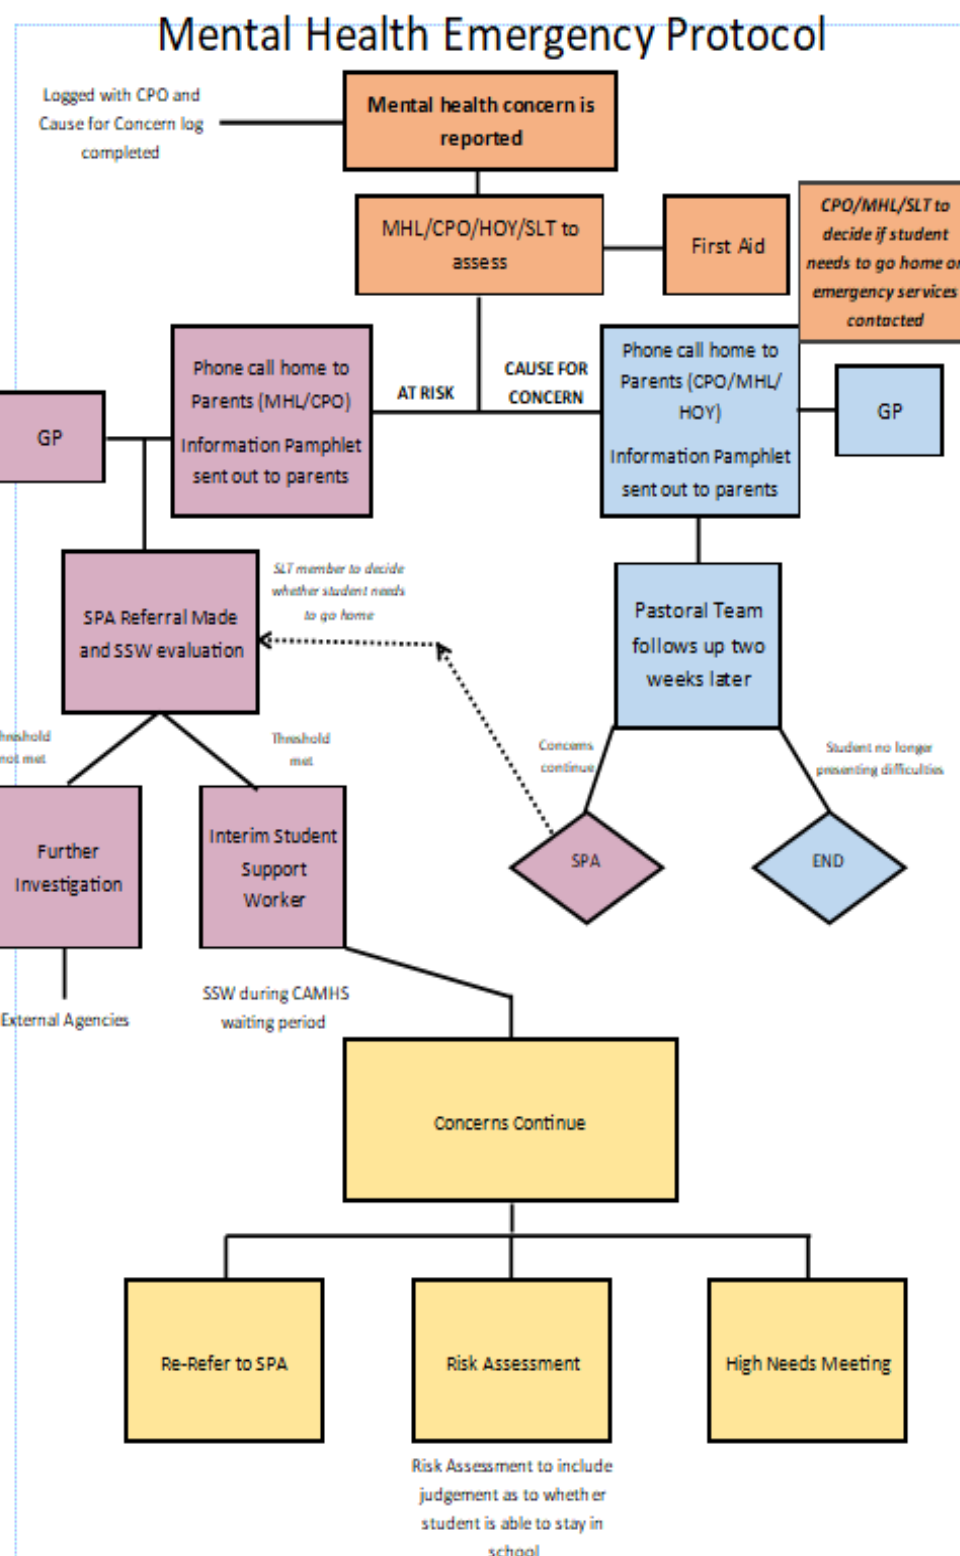 Mental Health Emergency Protocol
Logged with CPO and
Cause for Concern log
completed
Mental health concern is
reported
MHL/CPO/HOY/SLT to
assess
First Aid
CPO/MHL/SLT to
decide if student
needs to go home or
emergency services
contacted
Phone call home to
Parents (MHL/CPO)
Information Pamphlet
sent out to parents
AT RISK
CAUSE FOR
CONCERN
Phone call home to
Parents (CPO/MHL/
HOY)
Information Pamphlet
sent out to parents
GP
GP
SPA Referral Made
and SSW evaluation
SLT member to decide
whether student needs
to go home
Pastoral Team
follows up two
weeks later
hreshold
not met
Threshold
met
Concerns
continue
Student no longer
presenting difficulties
Further
Investigation
Interim Student
Support
Worker
SPA
END
External Agencies
SSW during CAMHS
waiting period
Concerns Continue
Re-Refer to SPA
Risk Assessment
High Needs Meeting
Risk Assessment to include
judgement as to whether
student is able to stay in
school